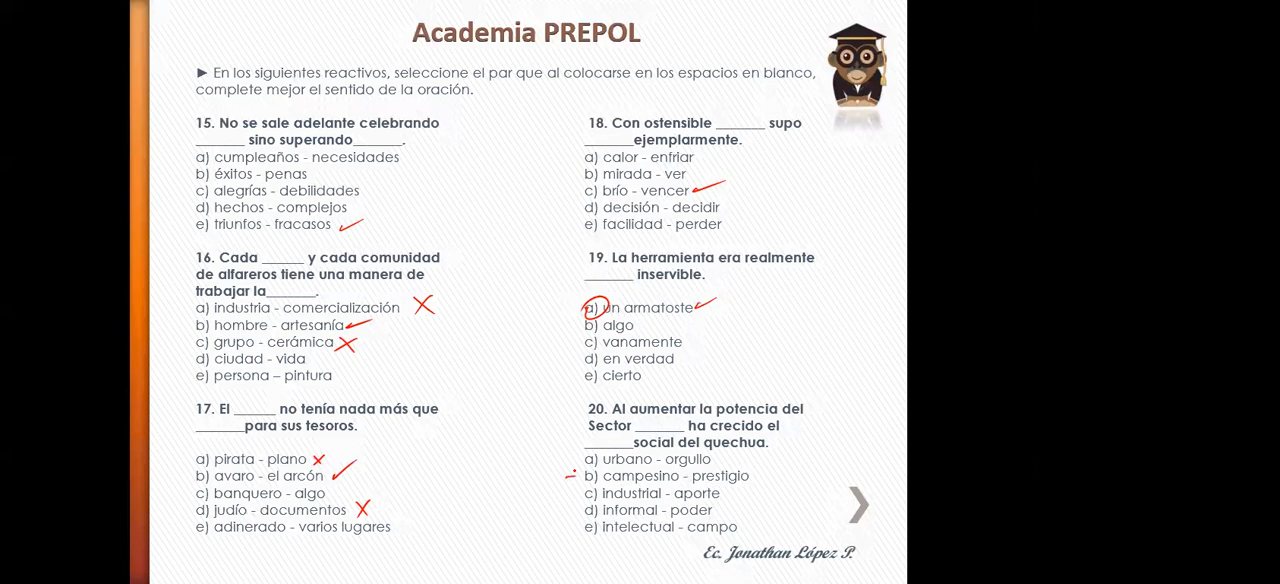 Academia PREPOL
► En los siguientes reactivos, seleccione el par que al colocarse en los espacios en blanco,
complete mejor el sentido de la oración.
15. No se sale adelante celebrando
_______ sino superando_______.
a) cumpleaños - necesidades
b) éxitos - penas
c) alegrías - debilidades
d) hechos - complejos
e) triunfos - fracasos
16. Cada ______ y cada comunidad
de alfareros tiene una manera de
trabajar la_______.
a) industria - comercialización
b) hombre - artesanía
c) grupo - cerámica
d) ciudad - vida
e) persona – pintura
17. El ______ no tenía nada más que
_______para sus tesoros.
a) pirata - plano
b) avaro - el arcón
c) banquero - algo
d) judío - documentos
e) adinerado - varios lugares
18. Con ostensible _______ supo
_______ejemplarmente.
a) calor - enfriar
b) mirada - ver
c) brío - vencer
d) decisión - decidir
e) facilidad - perder
19. La herramienta era realmente
_______ inservible.
a) un armatoste
b) algo
c) vanamente
d) en verdad
e) cierto
20. Al aumentar la potencia del
Sector _______ ha crecido el
_______social del quechua.
a) urbano - orgullo
b) campesino - prestigio
c) industrial - aporte
d) informal - poder
e) intelectual - campo
Ec. Jonathan López P.